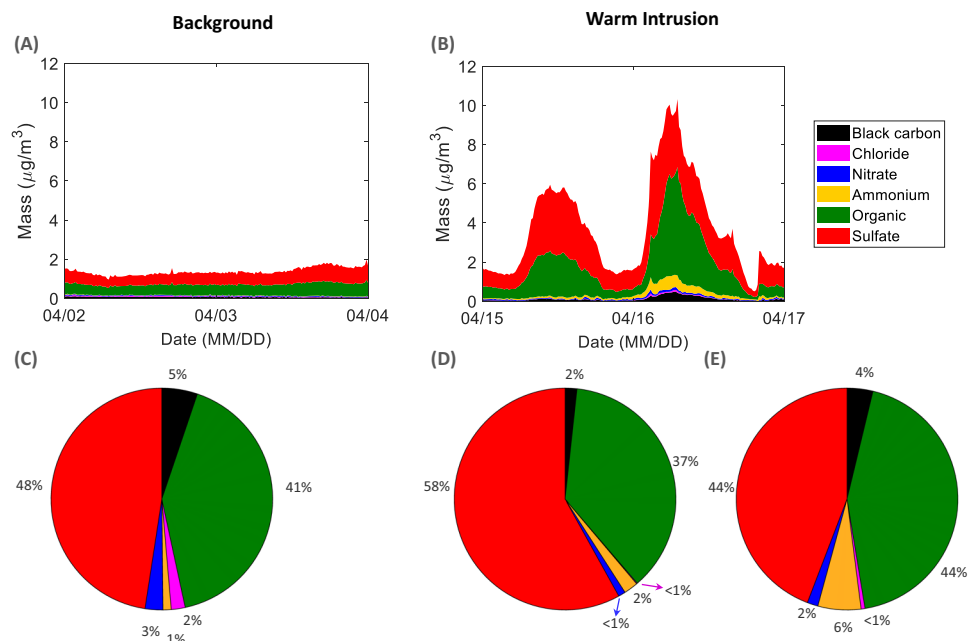 Background
Warm Intrusion
(A)
(B)
12
10
8
6
4
2
0
Mass (μg/m³)
04/02
04/03
04/04
Date (MM/DD)
12
10
8
6
4
2
0
Mass (μg/m³)
04/15
04/16
04/17
Date (MM/DD)
Black carbon
Chloride
Nitrate
Ammonium
Organic
Sulfate
(C)
5%
48%
41%
3%
1%
2%
(D)
2%
58%
37%
<1%
2%
<1%
(E)
4%
44%
44%
2%
6%
<1%